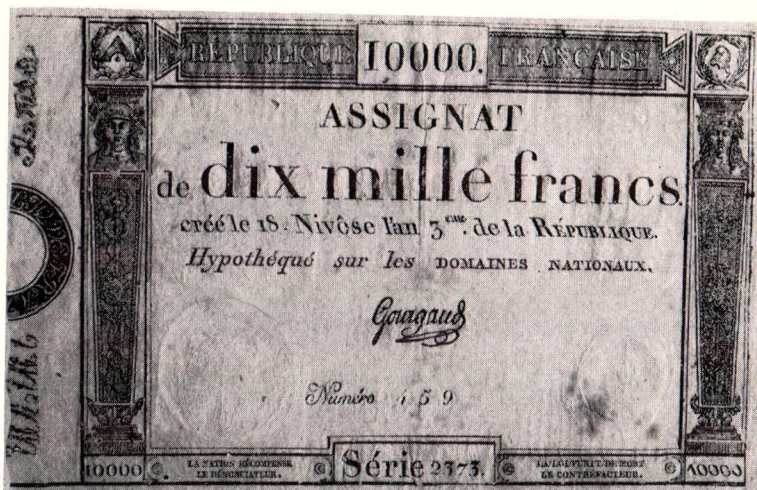 RÉPUBLIQUE 10000. FRANÇAISE
ASSIGNAT
de dix mille francs.
créé le 18. Nivôse l'an 3.eme de la RÉPUBLIQUE.
Hypothéqué sur les DOMAINES NATIONAUX.
Gourgaud
Numéro 159
10000
LA NATION RÉCOMPENSE
LE DÉNONCIATEUR.
Série 2373.
LA LOI PUNIT DE MORT
LE CONTREFACTEUR.
10000